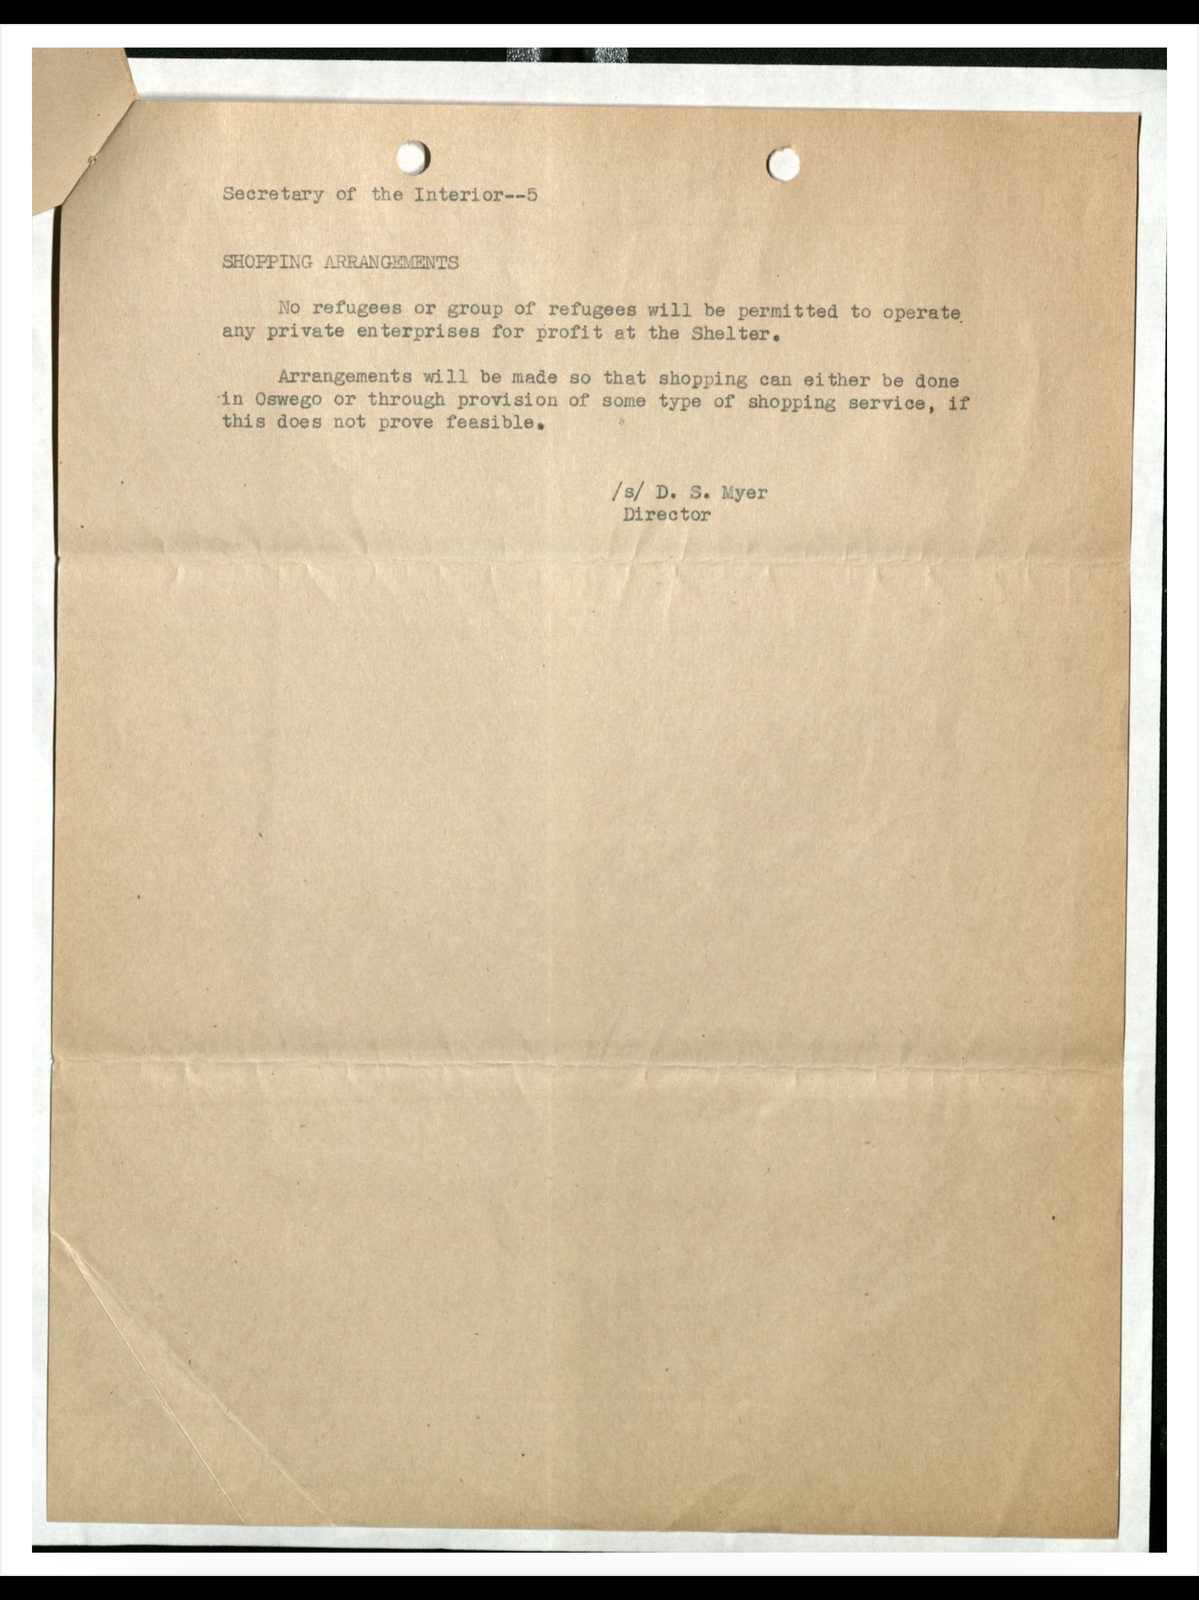 Secretary of the Interior--5
SHOPPING ARRANGEMENTS
No refugees or group of refugees will be permitted to operate
any private enterprises for profit at the Shelter.
Arrangements will be made so that shopping can either be done
in Oswego or through provision of some type of shopping service, if
this does not prove feasible.
/s/ D. S. Myer
Director